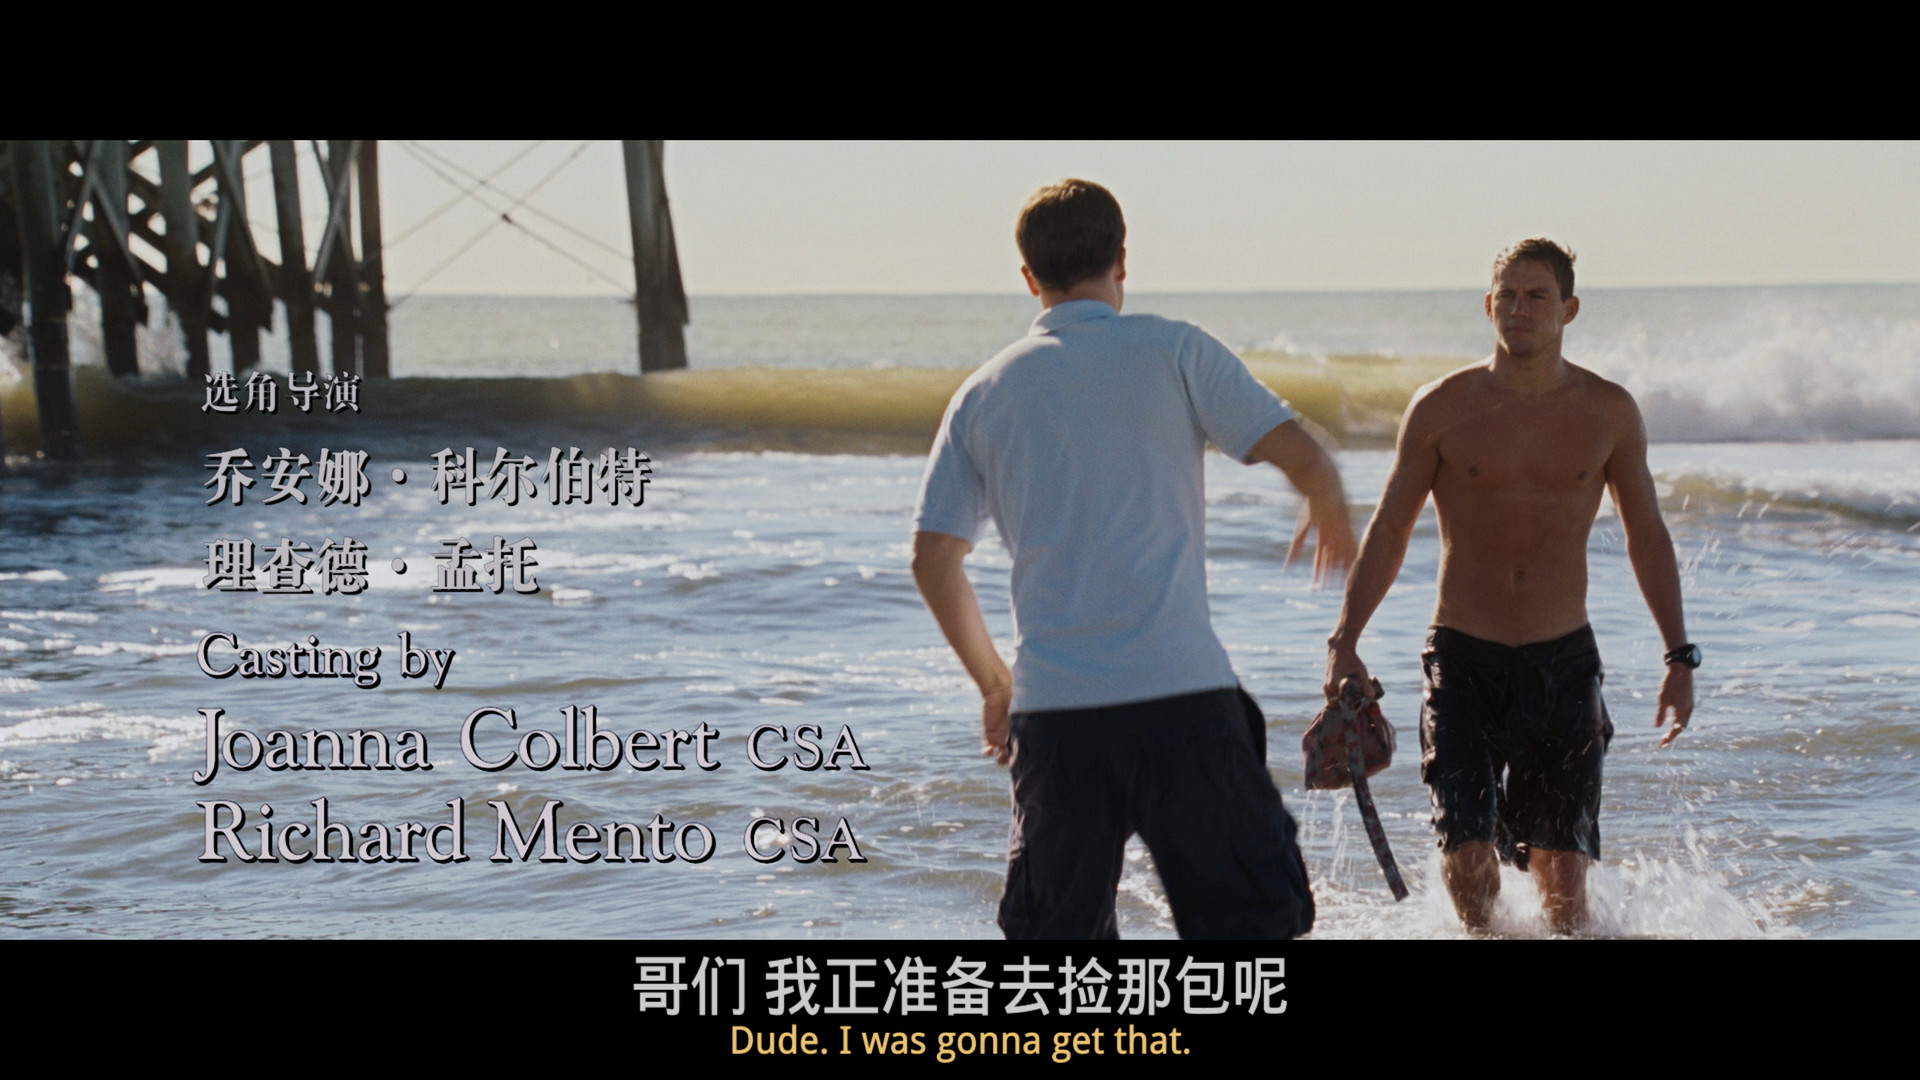 选角导演
乔安娜·科尔伯特
理查德·孟托
Casting by
Joanna Colbert CSA
Richard Mento CSA
哥们 我正准备去捡那包呢
Dude. I was gonna get that.